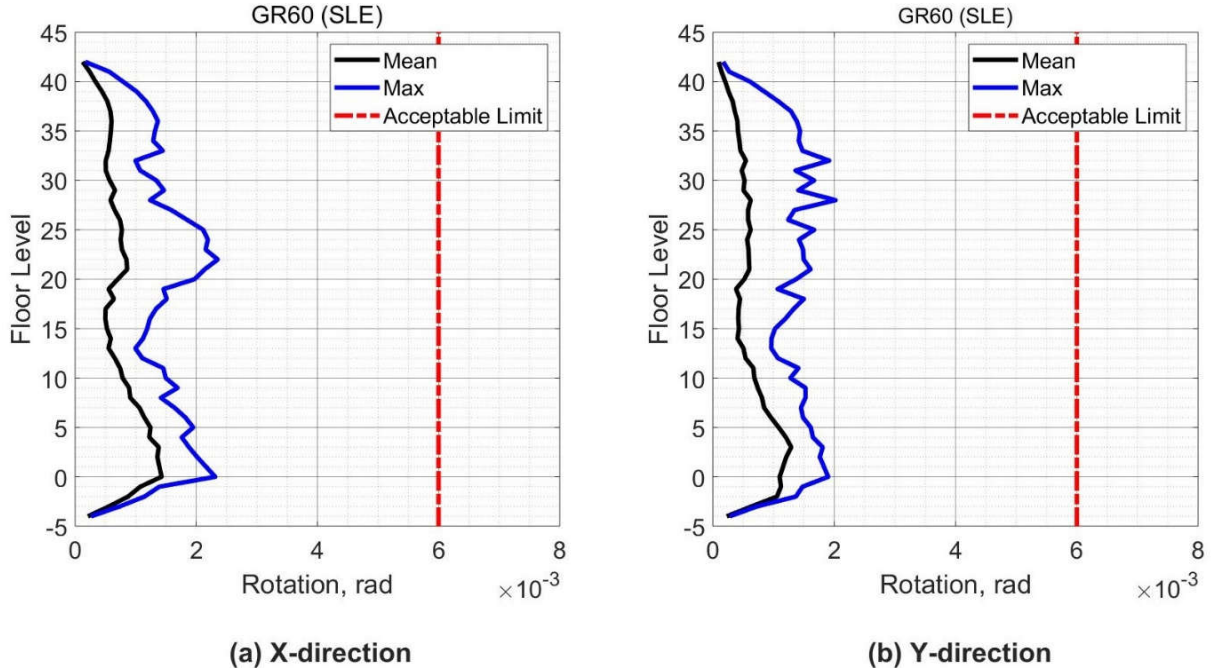 GR60 (SLE)
45
40
35
30
25
20
15
10
5
0
-5
Floor Level
Mean
Max
Acceptable Limit
0 2 4 6 8
Rotation, rad
×10-3
(a) X-direction
GR60 (SLE)
45
40
35
30
25
20
15
10
5
0
-5
Floor Level
Mean
Max
Acceptable Limit
0 2 4 6 8
Rotation, rad
×10-3
(b) Y-direction